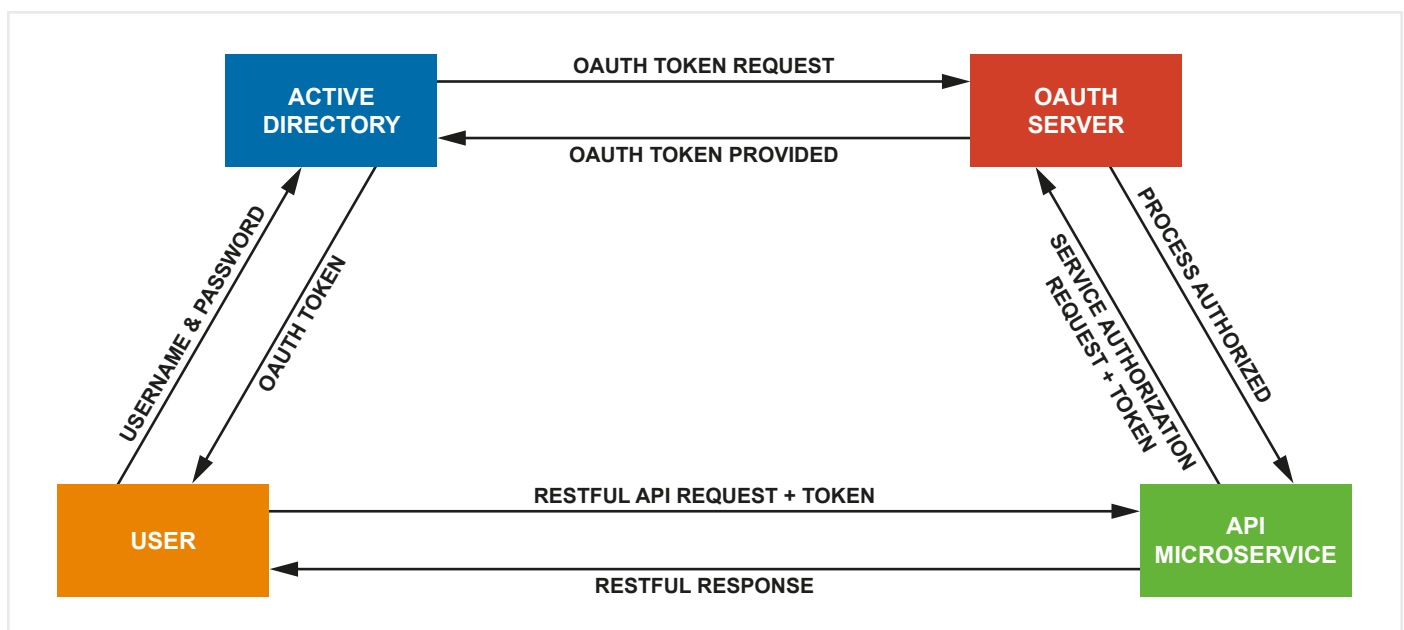 OAUTH TOKEN REQUEST
ACTIVE
DIRECTORY
OAUTH
SERVER
OAUTH TOKEN PROVIDED
USERNAME & PASSWORD
OAUTH TOKEN
SERVICE AUTHORIZATION
REQUEST + TOKEN
PROCESS AUTHORIZED
RESTFUL API REQUEST + TOKEN
USER
API
MICROSERVICE
RESTFUL RESPONSE